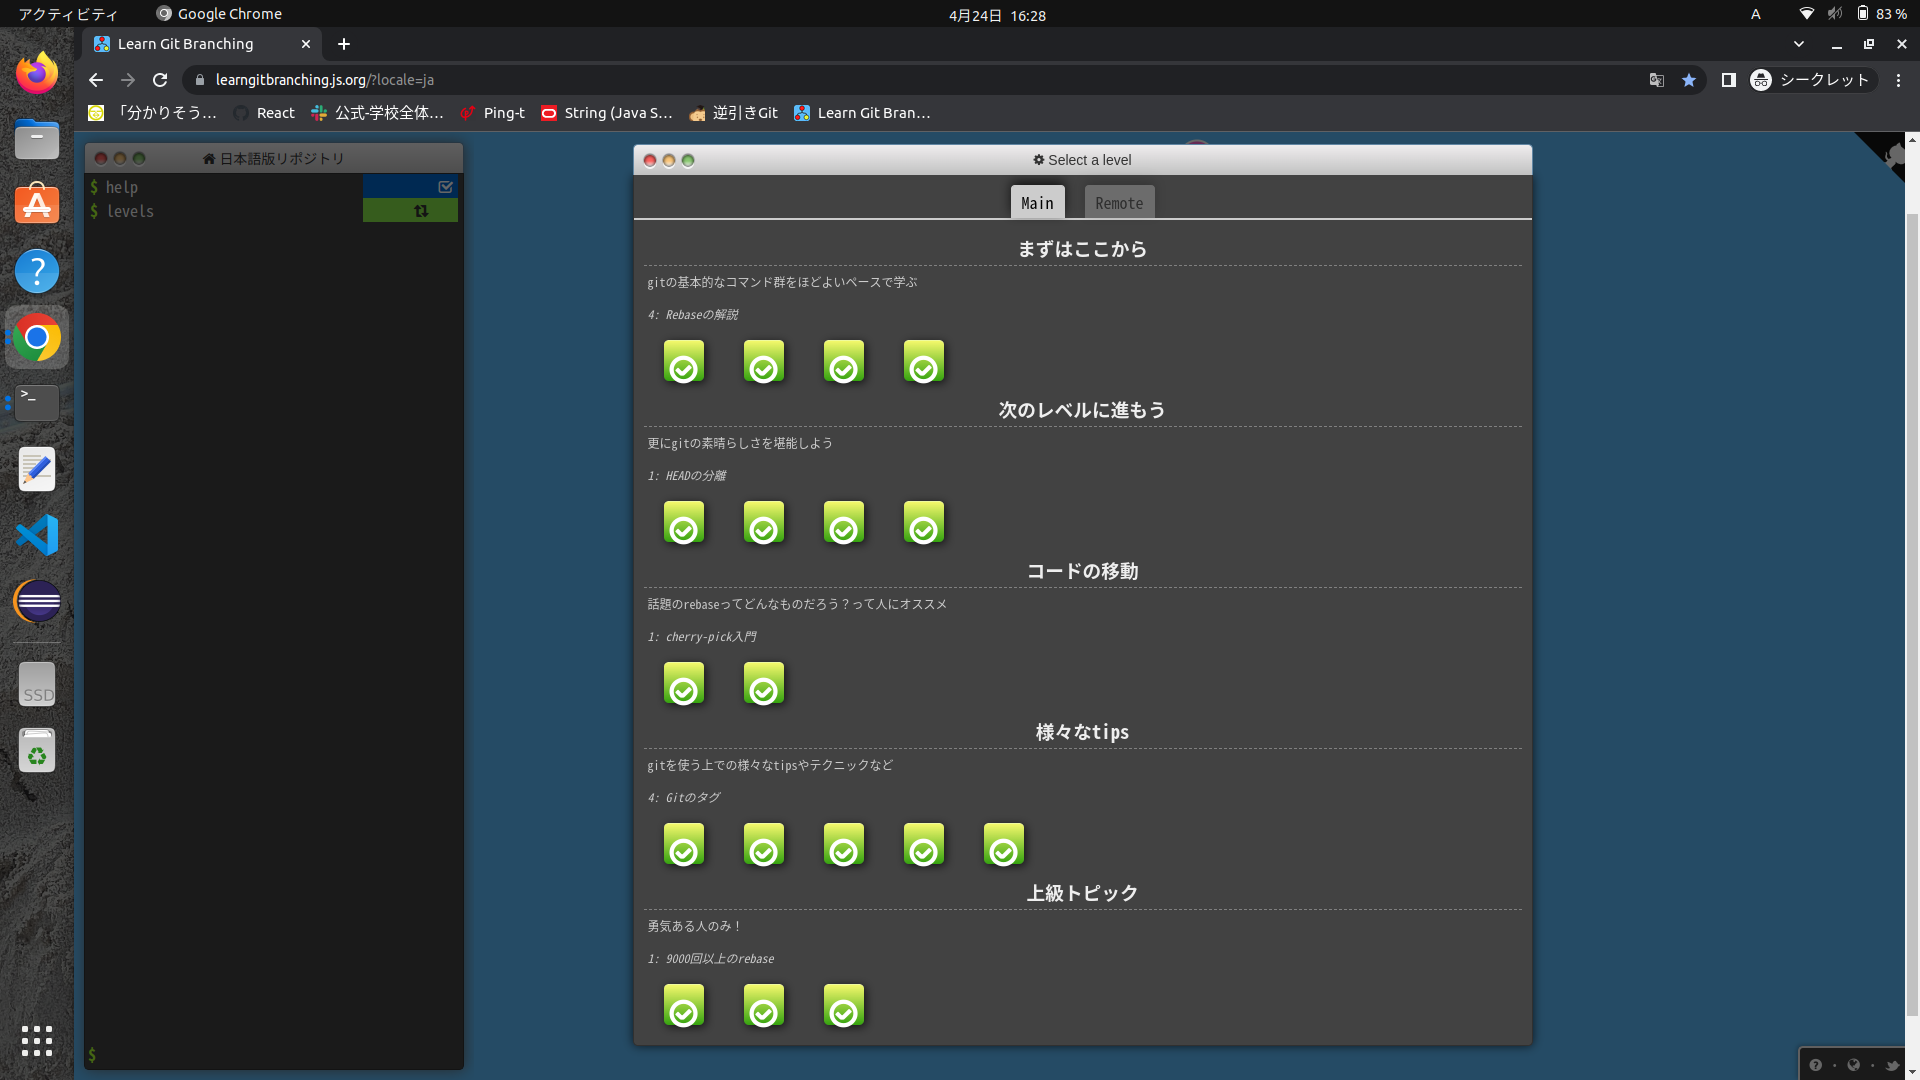 アクティビティ
Google Chrome
4月24日 16:28
A
83 %
Learn Git Branching
learngitbranching.js.org/?locale=ja
シークレット
「分かりそう…
React
公式-学校全体…
Ping-t
String (Java S…
逆引きGit
Learn Git Bran…
日本語版リポジトリ
$ help
$ levels
$
Select a level
Main
Remote
まずはここから
gitの基本的なコマンド群をほどよいペースで学ぶ
4: Rebaseの解説
次のレベルに進もう
更にgitの素晴らしさを堪能しよう
1: HEADの分離
コードの移動
話題のrebaseってどんなものだろう？って人にオススメ
1: cherry-pick入門
様々なtips
gitを使う上での様々なtipsやテクニックなど
4: Gitのタグ
上級トピック
勇気ある人のみ！
1: 9000回以上のrebase
SSD